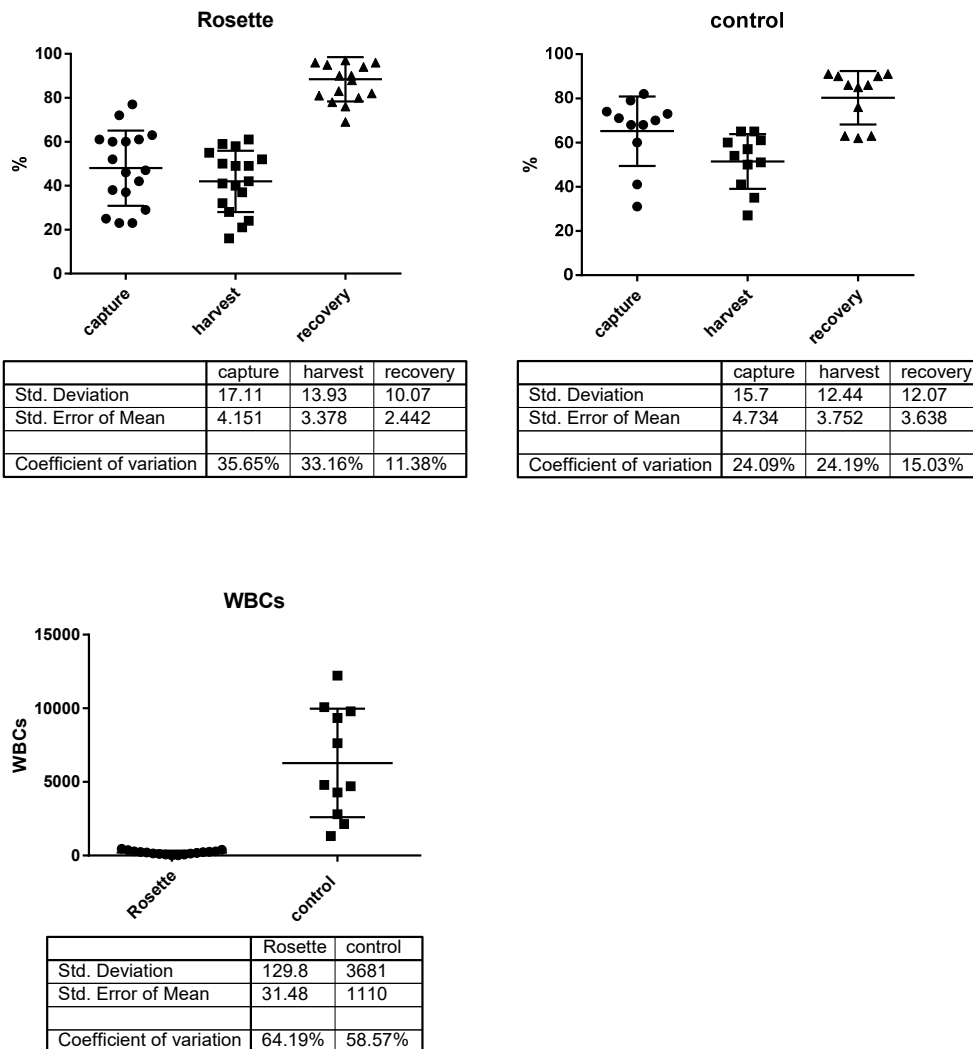 Rosette
100
80
60
40
20
0
%
capture
harvest
recovery
capture harvest recovery
Std. Deviation 17.11 13.93 10.07
Std. Error of Mean 4.151 3.378 2.442
Coefficient of variation 35.65% 33.16% 11.38%
control
100
80
60
40
20
0
%
capture
harvest
recovery
capture harvest recovery
Std. Deviation 15.7 12.44 12.07
Std. Error of Mean 4.734 3.752 3.638
Coefficient of variation 24.09% 24.19% 15.03%
WBCs
15000
10000
5000
0
WBCs
Rosette
control
Rosette control
Std. Deviation 129.8 3681
Std. Error of Mean 31.48 1110
Coefficient of variation 64.19% 58.57%